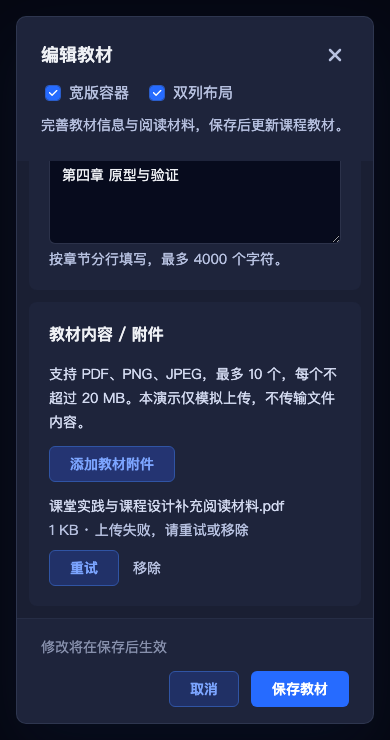 编辑教材
宽版容器 双列布局
完善教材信息与阅读材料，保存后更新课程教材。
第四章 原型与验证
按章节分行填写，最多 4000 个字符。
教材内容 / 附件
支持 PDF、PNG、JPEG，最多 10 个，每个不
超过 20 MB。本演示仅模拟上传，不传输文件
内容。
添加教材附件
课堂实践与课程设计补充阅读材料.pdf
1 KB · 上传失败，请重试或移除
重试 移除
修改将在保存后生效
取消 保存教材